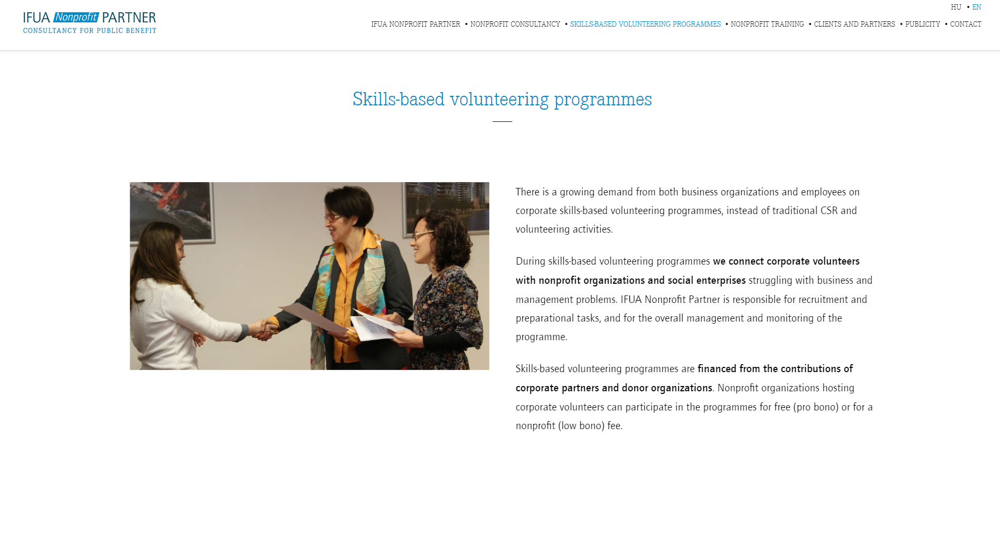 IFUA Nonprofit PARTNER
CONSULTANCY FOR PUBLIC BENEFIT
HU • EN
IFUA NONPROFIT PARTNER • NONPROFIT CONSULTANCY • SKILLS-BASED VOLUNTEERING PROGRAMMES • NONPROFIT TRAINING • CLIENTS AND PARTNERS • PUBLICITY • CONTACT
Skills-based volunteering programmes
There is a growing demand from both business organizations and employees on
corporate skills-based volunteering programmes, instead of traditional CSR and
volunteering activities.
During skills-based volunteering programmes we connect corporate volunteers
with nonprofit organizations and social enterprises struggling with business and
management problems. IFUA Nonprofit Partner is responsible for recruitment and
preparational tasks, and for the overall management and monitoring of the
programme.
Skills-based volunteering programmes are financed from the contributions of
corporate partners and donor organizations. Nonprofit organizations hosting
corporate volunteers can participate in the programmes for free (pro bono) or for a
nonprofit (low bono) fee.